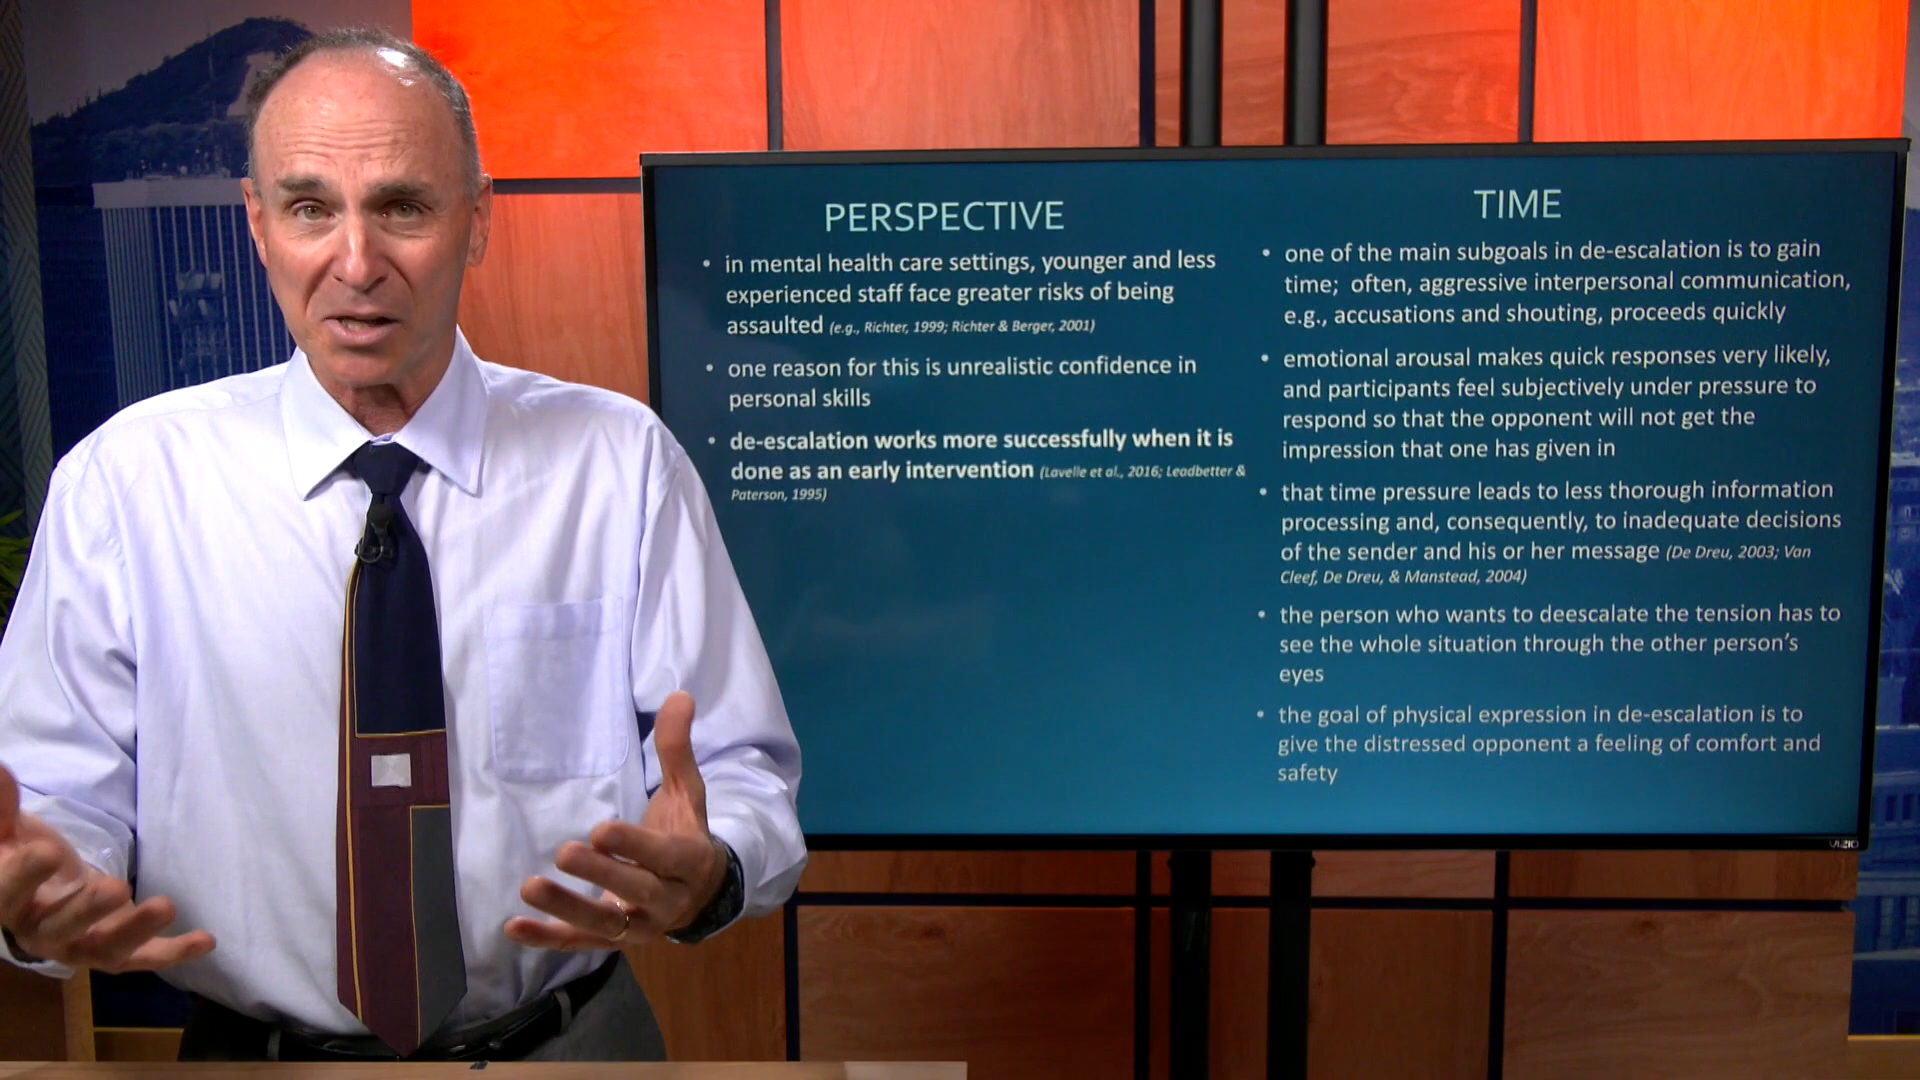 PERSPECTIVE
• in mental health care settings, younger and less
experienced staff face greater risks of being
assaulted (e.g., Richter, 1999; Richter & Berger, 2001)
• one reason for this is unrealistic confidence in
personal skills
• de-escalation works more successfully when it is
done as an early intervention (Lavelle et al., 2016; Leadbetter &
Paterson, 1995)
TIME
• one of the main subgoals in de-escalation is to gain
time; often, aggressive interpersonal communication,
e.g., accusations and shouting, proceeds quickly
• emotional arousal makes quick responses very likely,
and participants feel subjectively under pressure to
respond so that the opponent will not get the
impression that one has given in
• that time pressure leads to less thorough information
processing and, consequently, to inadequate decisions
of the sender and his or her message (De Dreu, 2003; Van
Cleef, De Dreu, & Manstead, 2004)
• the person who wants to deescalate the tension has to
see the whole situation through the other person's
eyes
• the goal of physical expression in de-escalation is to
give the distressed opponent a feeling of comfort and
safety
VIZIO